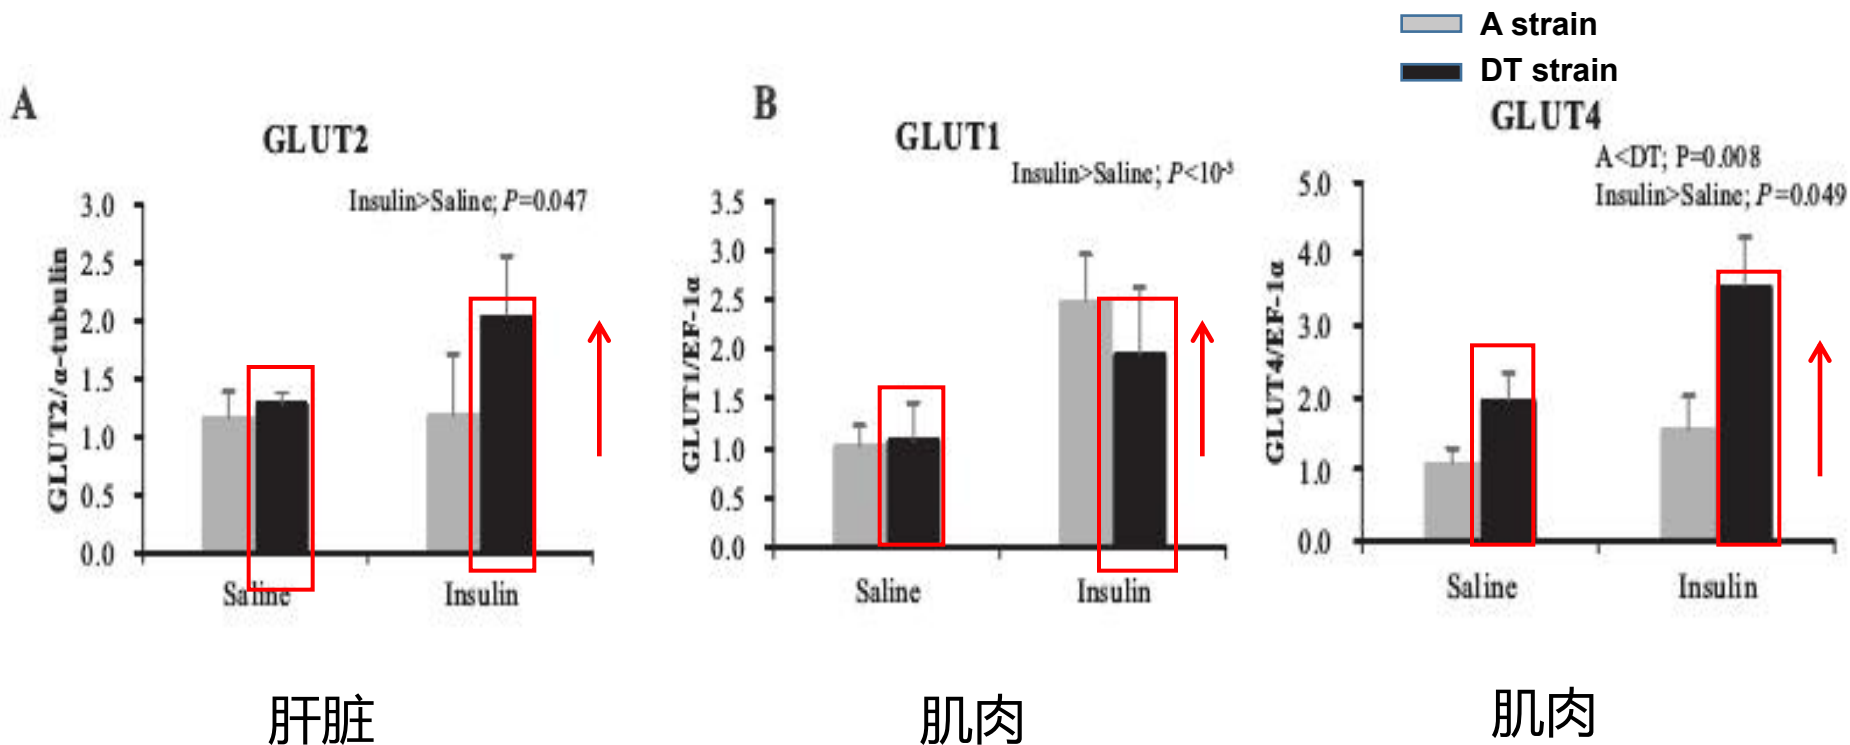 A strain
DT strain
A
GLUT2
Insulin>Saline; P=0.047
GLUT2/α-tubulin
3.0
2.5
2.0
1.5
1.0
0.5
0.0
Saline
Insulin
肝脏
B
GLUT1
Insulin>Saline; P<10⁻³
GLUT1/EF-1α
3.5
3.0
2.5
2.0
1.5
1.0
0.5
0.0
Saline
Insulin
肌肉
GLUT4
A<DT; P=0.008
Insulin>Saline; P=0.049
GLUT4/EF-1α
5.0
4.0
3.0
2.0
1.0
0.0
Saline
Insulin
肌肉